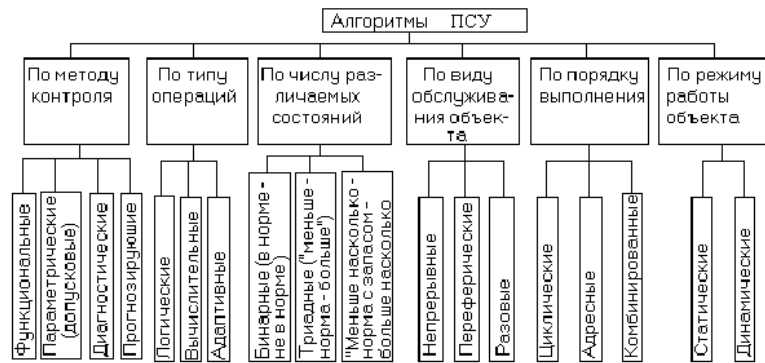 Алгоритмы ПСУ
По методу
контроля
По типу
операций
По числу раз-
личаемых
состояний
По виду
обслужива-
ния объек-
та
По порядку
выполнения
По режиму
работы
объекта
Функциональные
Параметрические
(допусковые)
Диагностические
Прогнозирующие
Логические
Вычислительные
Адаптивные
Бинарные (в норме -
не в норме)
Триадные ("меньше -
норма - больше")
"Меньше насколько -
норма с запасом -
больше насколько
Непрерывные
Переферические
Разовые
Циклические
Адресные
Комбинированные
Статические
Динамические